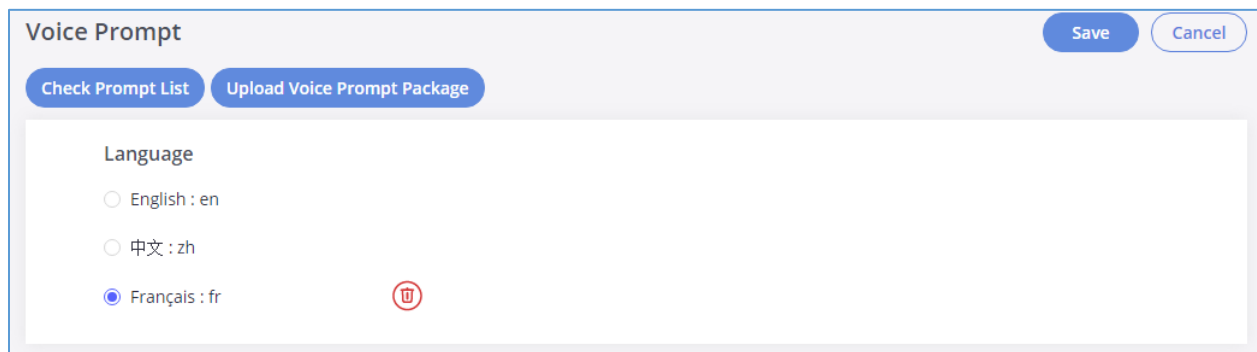 Voice Prompt
Save
Cancel
Check Prompt List
Upload Voice Prompt Package
Language
English : en
中文 : zh
Français : fr